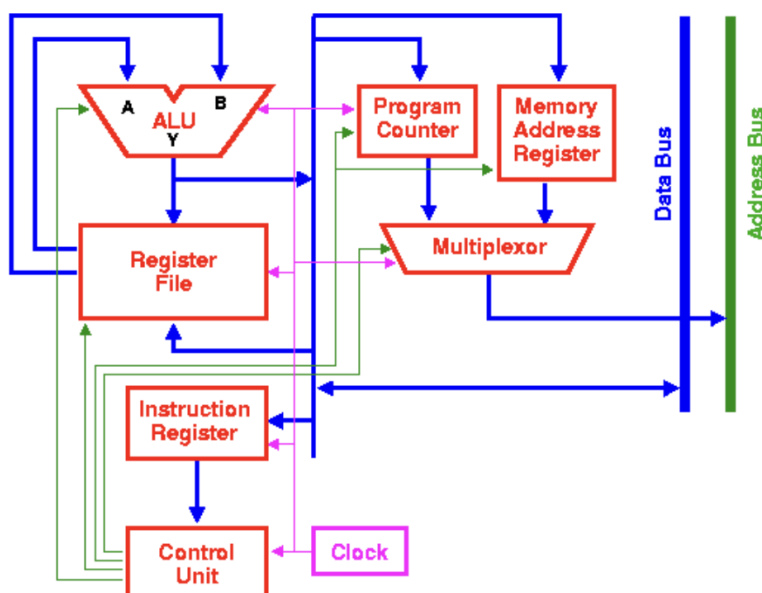 A
B
ALU
Y
Program
Counter
Memory
Address
Register
Data Bus
Address Bus
Register
File
Multiplexor
Instruction
Register
Control
Unit
Clock